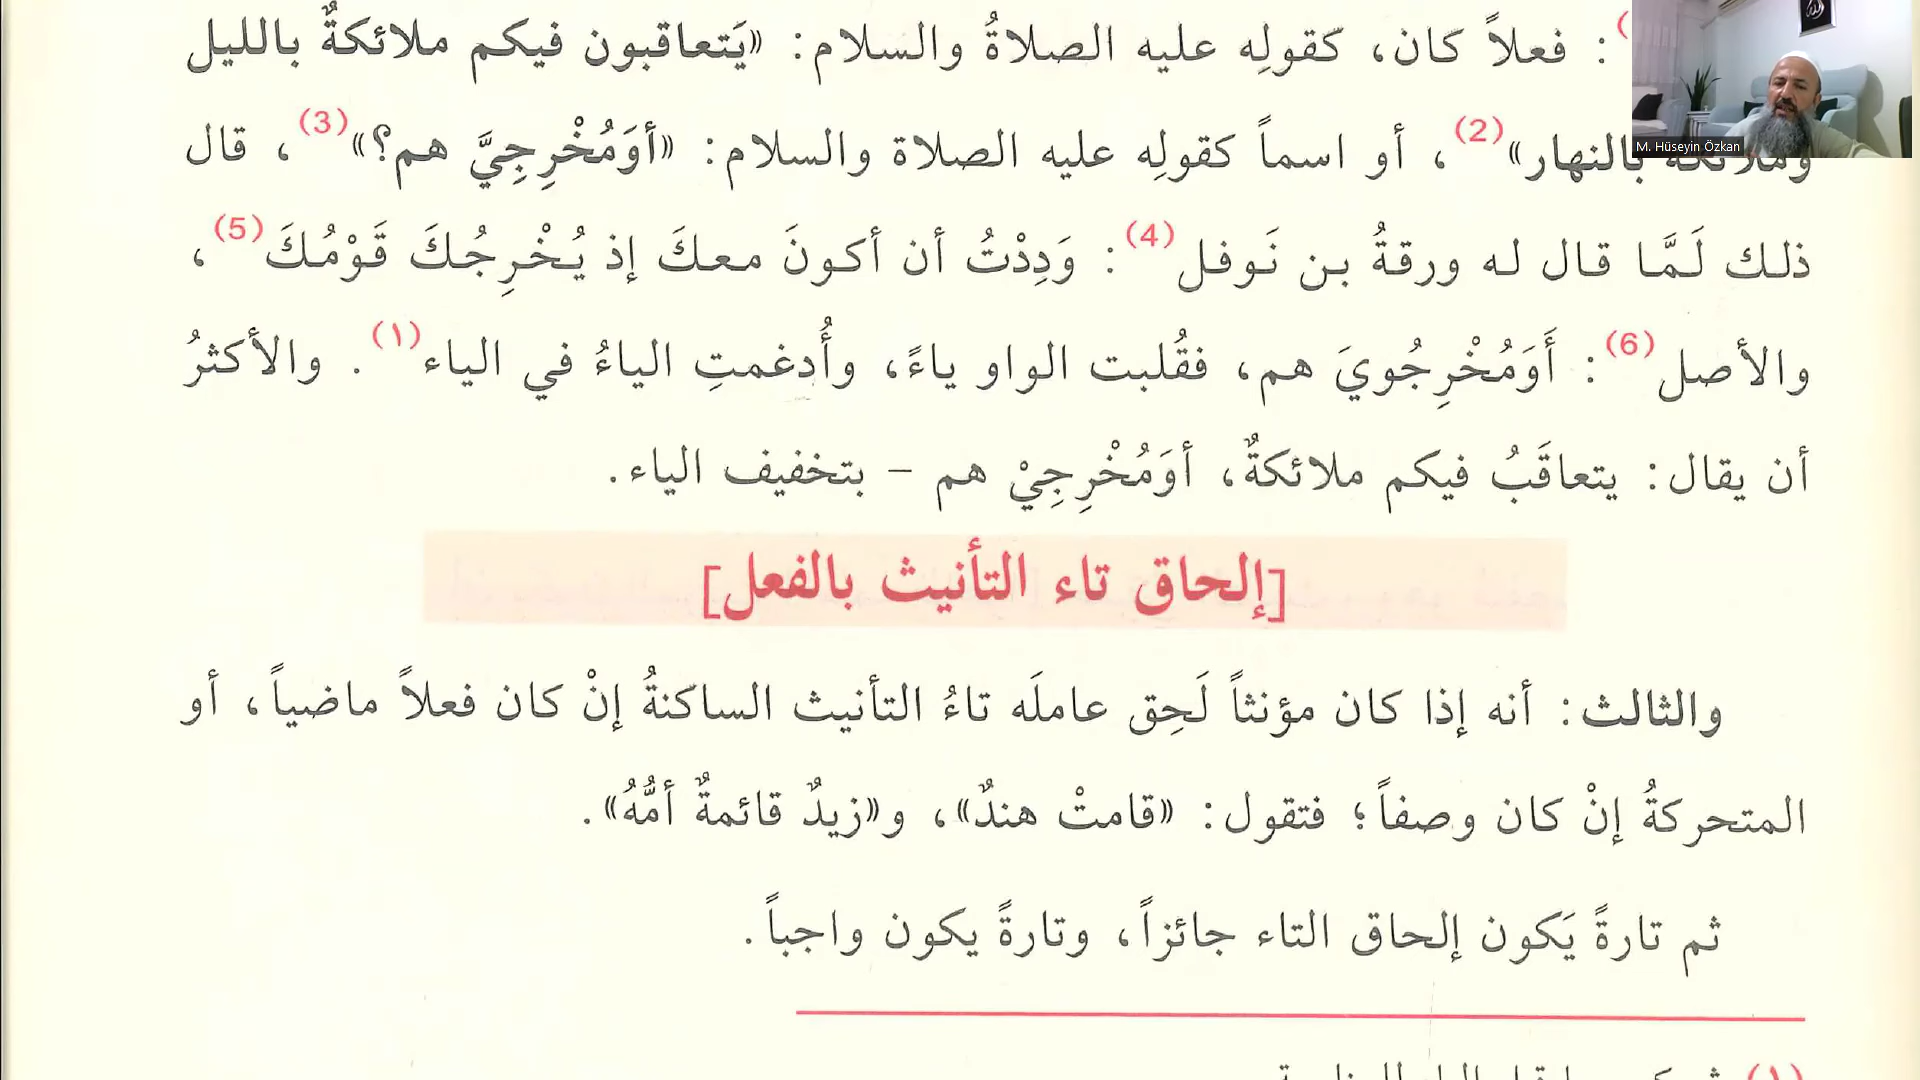 : فعلاً كان، كقولِه عليه الصلاةُ والسلام: «يَتعاقبون فيكم ملائكةٌ بالليل
وملائكة بالنهار»(2)، أو اسماً كقولِه عليه الصلاة والسلام: «أوَمُخْرِجِيَّ هم؟»(3)، قال
ذلك لَمَّا قال له ورقةُ بن نَوفل(4): وَدِدْتُ أن أكونَ معكَ إذ يُخْرِجُكَ قَوْمُكَ(5)،
والأصل(6): أَوَمُخْرِجُويَ هم، فقُلبت الواو ياءً، وأُدغمتِ الياءُ في الياء(١). والأكثرُ
أن يقال: يتعاقَبُ فيكم ملائكةٌ، أوَمُخْرِجِيْ هم – بتخفيف الياء.
[إلحاق تاء التأنيث بالفعل]
والثالث: أنه إذا كان مؤنثاً لَحِق عاملَه تاءُ التأنيث الساكنةُ إنْ كان فعلاً ماضياً، أو
المتحركةُ إنْ كان وصفاً؛ فتقول: «قامتْ هندٌ»، و«زيدٌ قائمةٌ أمُّهُ».
ثم تارةً يَكون إلحاق التاء جائزاً، وتارةً يكون واجباً.
M. Hüseyin Özkan